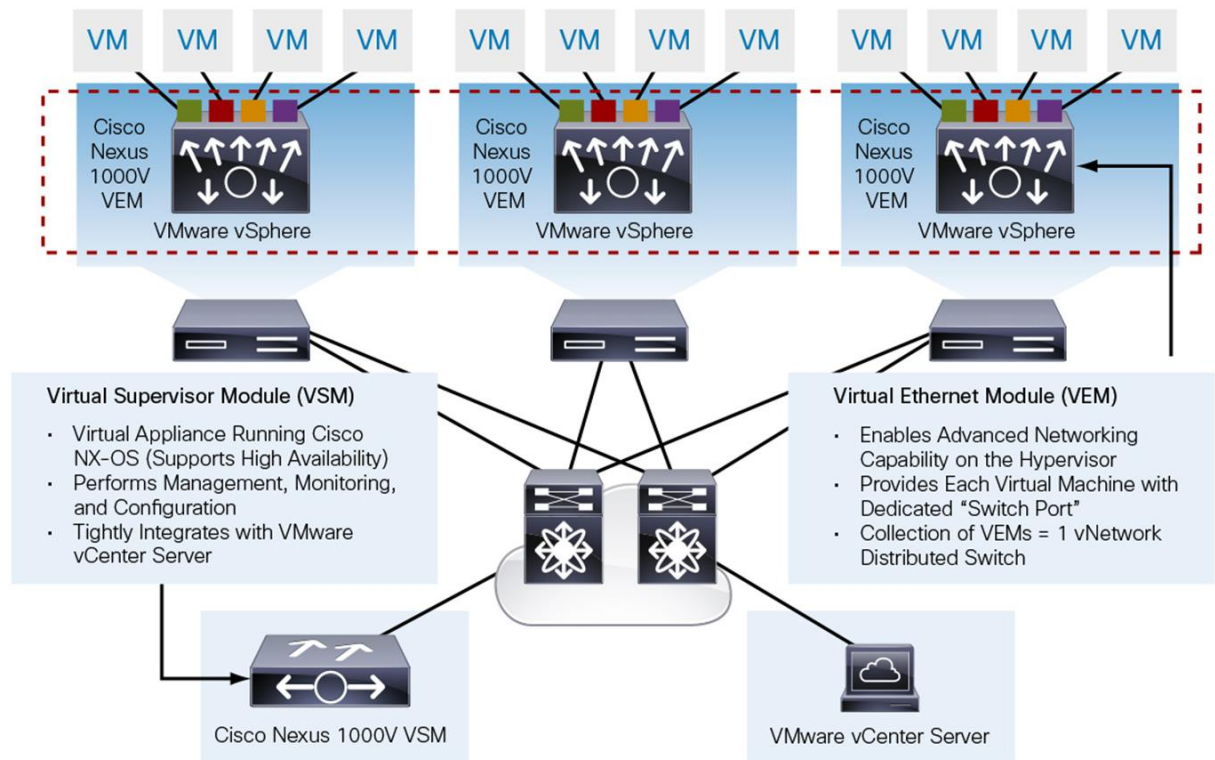 VM VM VM VM VM VM VM VM VM VM VM VM
Cisco
Nexus
1000V
VEM
VMware vSphere
Cisco
Nexus
1000V
VEM
VMware vSphere
Cisco
Nexus
1000V
VEM
VMware vSphere
Virtual Supervisor Module (VSM)
· Virtual Appliance Running Cisco
NX-OS (Supports High Availability)
· Performs Management, Monitoring,
and Configuration
· Tightly Integrates with VMware
vCenter Server
Virtual Ethernet Module (VEM)
· Enables Advanced Networking
Capability on the Hypervisor
· Provides Each Virtual Machine with
Dedicated “Switch Port”
· Collection of VEMs = 1 vNetwork
Distributed Switch
Cisco Nexus 1000V VSM
VMware vCenter Server